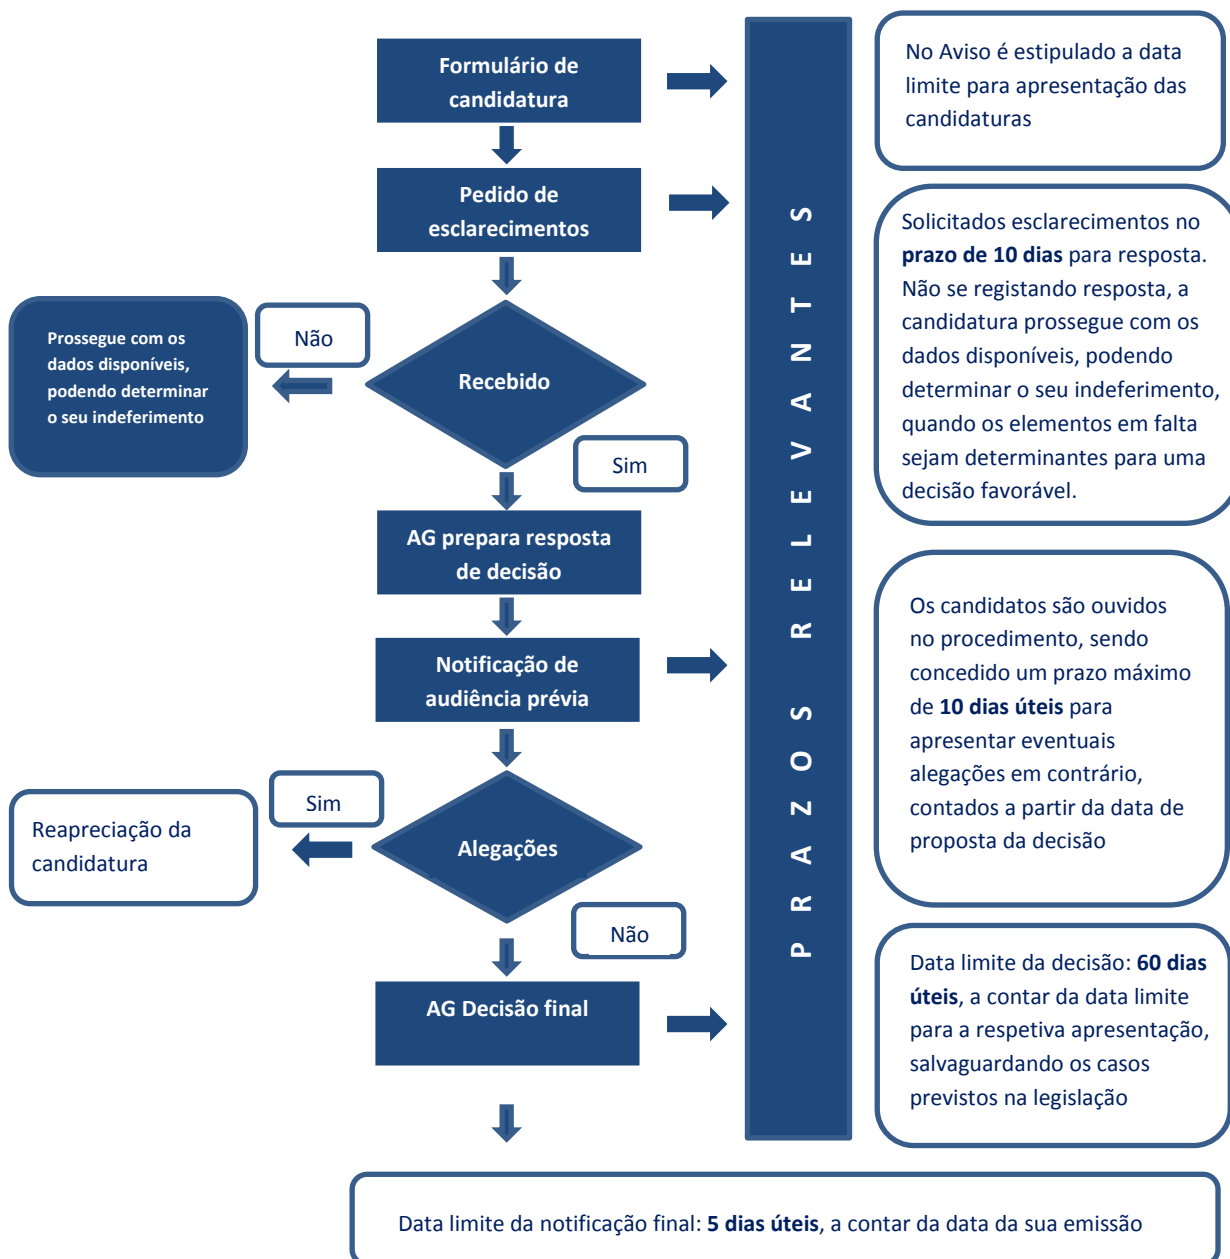 Formulário de
candidatura
No Aviso é estipulado a data
limite para apresentação das
candidaturas
Pedido de
esclarecimentos
Solicitados esclarecimentos no
prazo de 10 dias para resposta.
Não se registando resposta, a
candidatura prossegue com os
dados disponíveis, podendo
determinar o seu indeferimento,
quando os elementos em falta
sejam determinantes para uma
decisão favorável.
Recebido
Não
Prossegue com os
dados disponíveis,
podendo determinar
o seu indeferimento
Sim
AG prepara resposta
de decisão
Notificação de
audiência prévia
Os candidatos são ouvidos
no procedimento, sendo
concedido um prazo máximo
de 10 dias úteis para
apresentar eventuais
alegações em contrário,
contados a partir da data de
proposta da decisão
Alegações
Sim
Reapreciação da
candidatura
Não
AG Decisão final
Data limite da decisão: 60 dias
úteis, a contar da data limite
para a respetiva apresentação,
salvaguardando os casos
previstos na legislação
PRAZOS RELEVANTES
Data limite da notificação final: 5 dias úteis, a contar da data da sua emissão